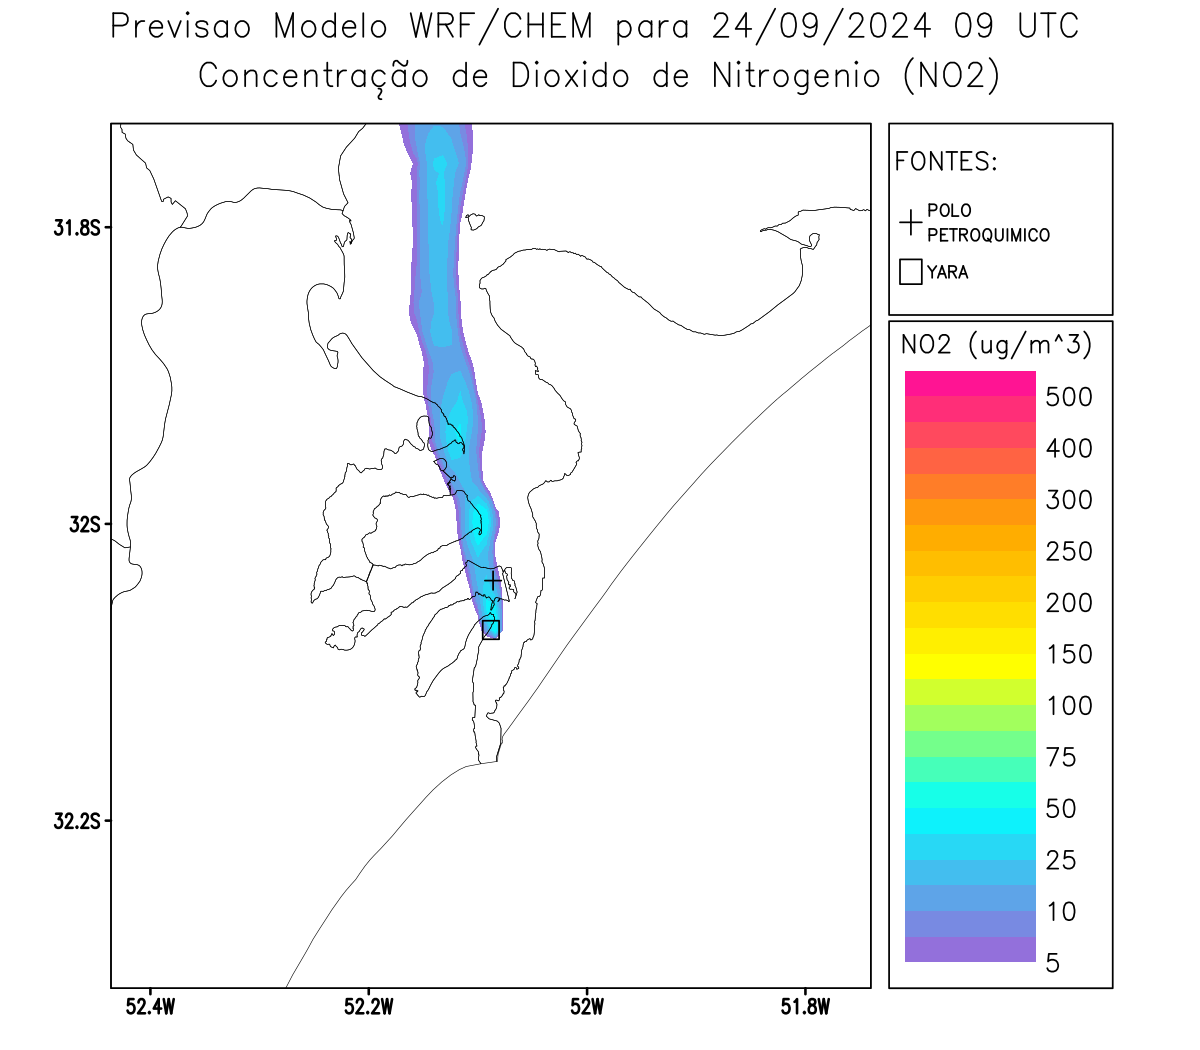 Previsao Modelo WRF/CHEM para 24/09/2024 09 UTC
Concentração de Dioxido de Nitrogenio (NO2)
FONTES:
POLO
PETROQUIMICO
YARA
NO2 (ug/m^3)
500
400
300
250
200
150
100
75
50
25
10
5
31.8S
32S
32.2S
52.4W
52.2W
52W
51.8W